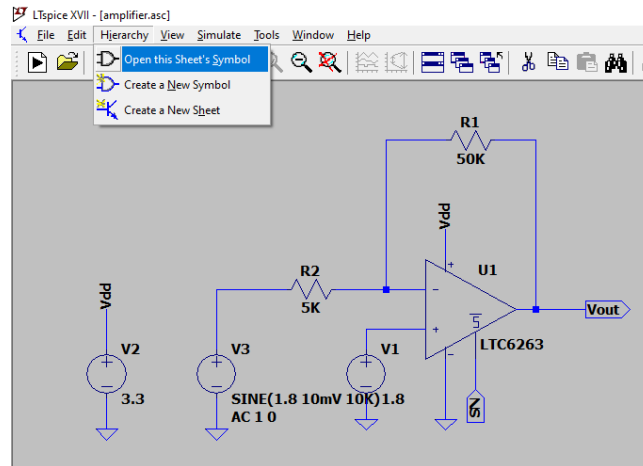 LTspice XVII - [amplifier.asc]
File Edit Hierarchy View Simulate Tools Window Help
Open this Sheet's Symbol
Create a New Symbol
Create a New Sheet
R1
50K
Vdd
U1
R2
5K
Vdd
Vout
V2
V3
V1
LTC6263
3.3
SINE(1.8 10mV 10K)
1.8
AC 1 0
NS